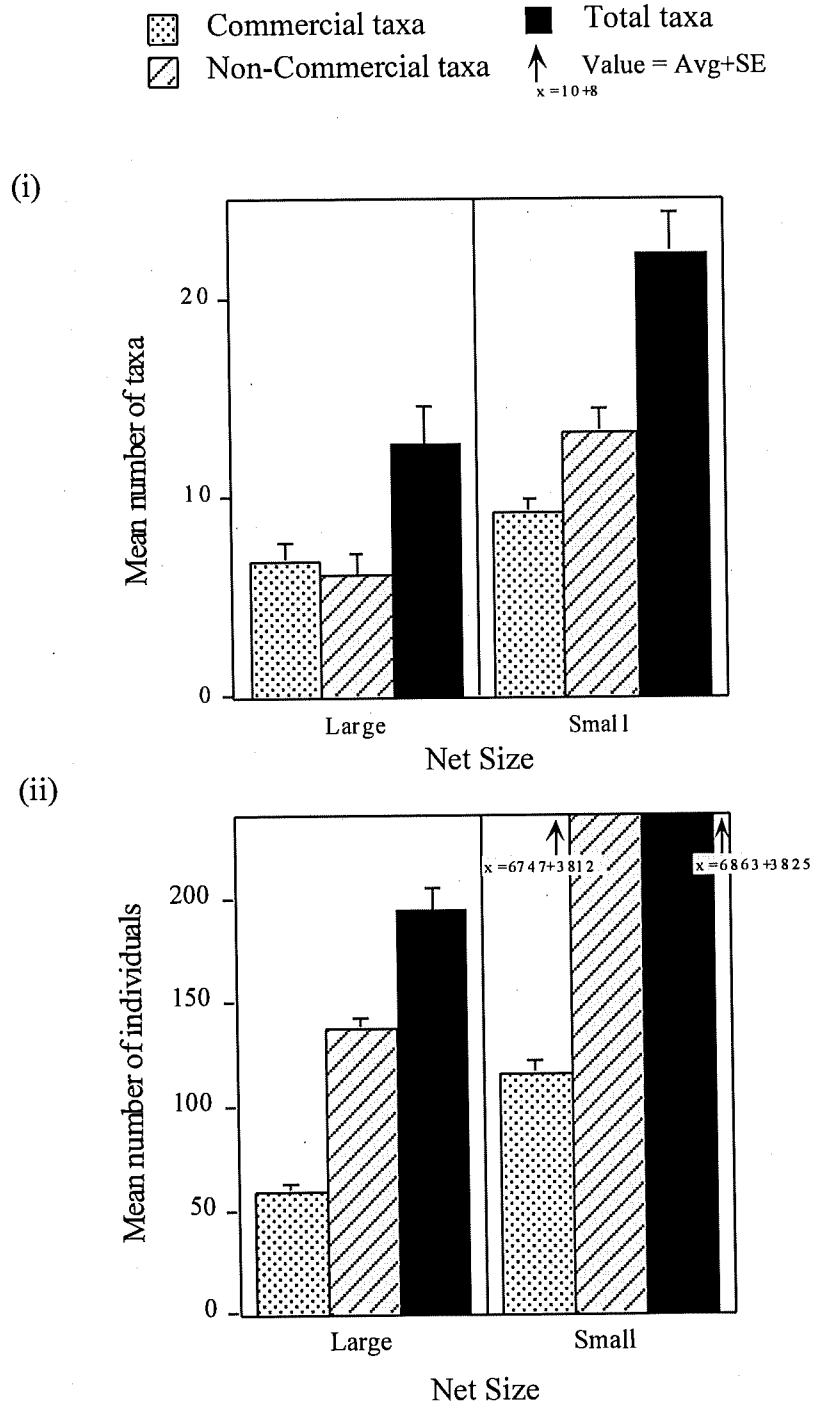 Commercial taxa
Total taxa
Non-Commercial taxa
Value = Avg+SE
x =10+8
(i)
20
10
0
Mean number of taxa
Large
Small
Net Size
(ii)
x =6747+3812
x =6863+3825
200
150
100
50
0
Mean number of individuals
Large
Small
Net Size